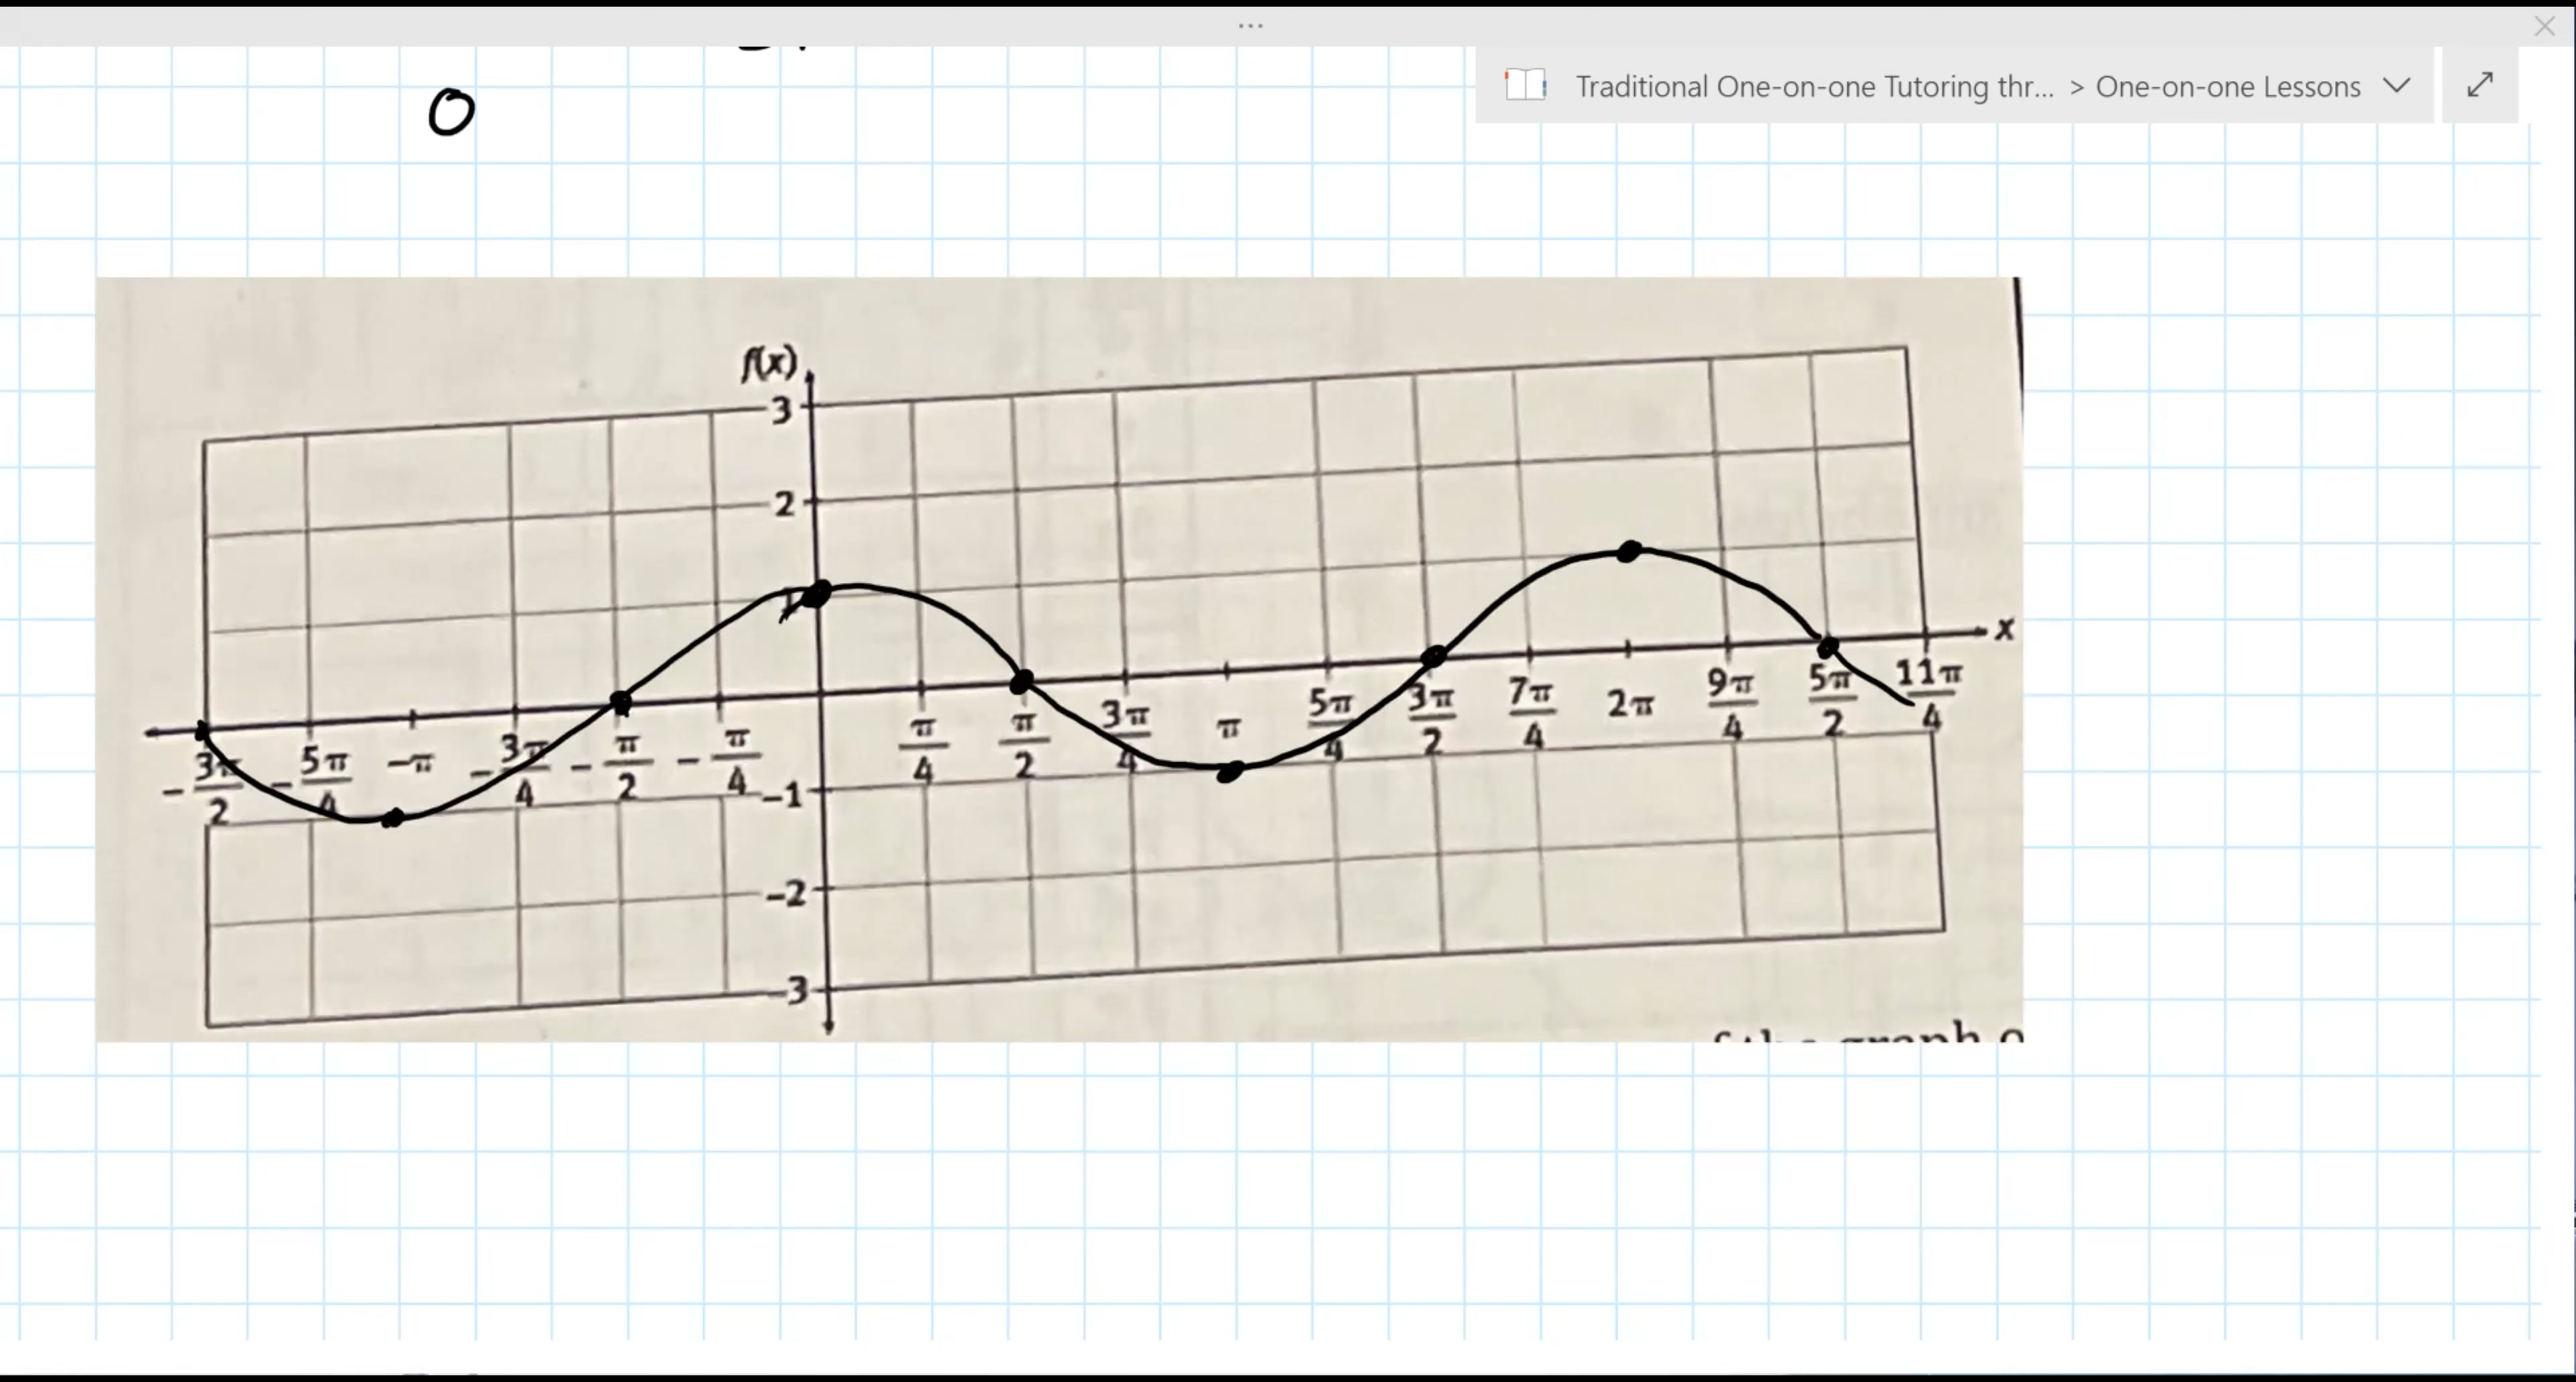 ...
Traditional One-on-one Tutoring thr... > One-on-one Lessons
0
f(x)
3
2
x
-3π/2 -5π/4 -π -3π/4 -π/2 -π/4 π/4 π/2 3π/4 π 5π/4 3π/2 7π/4 2π 9π/4 5π/2 11π/4
-1
-2
-3
graph